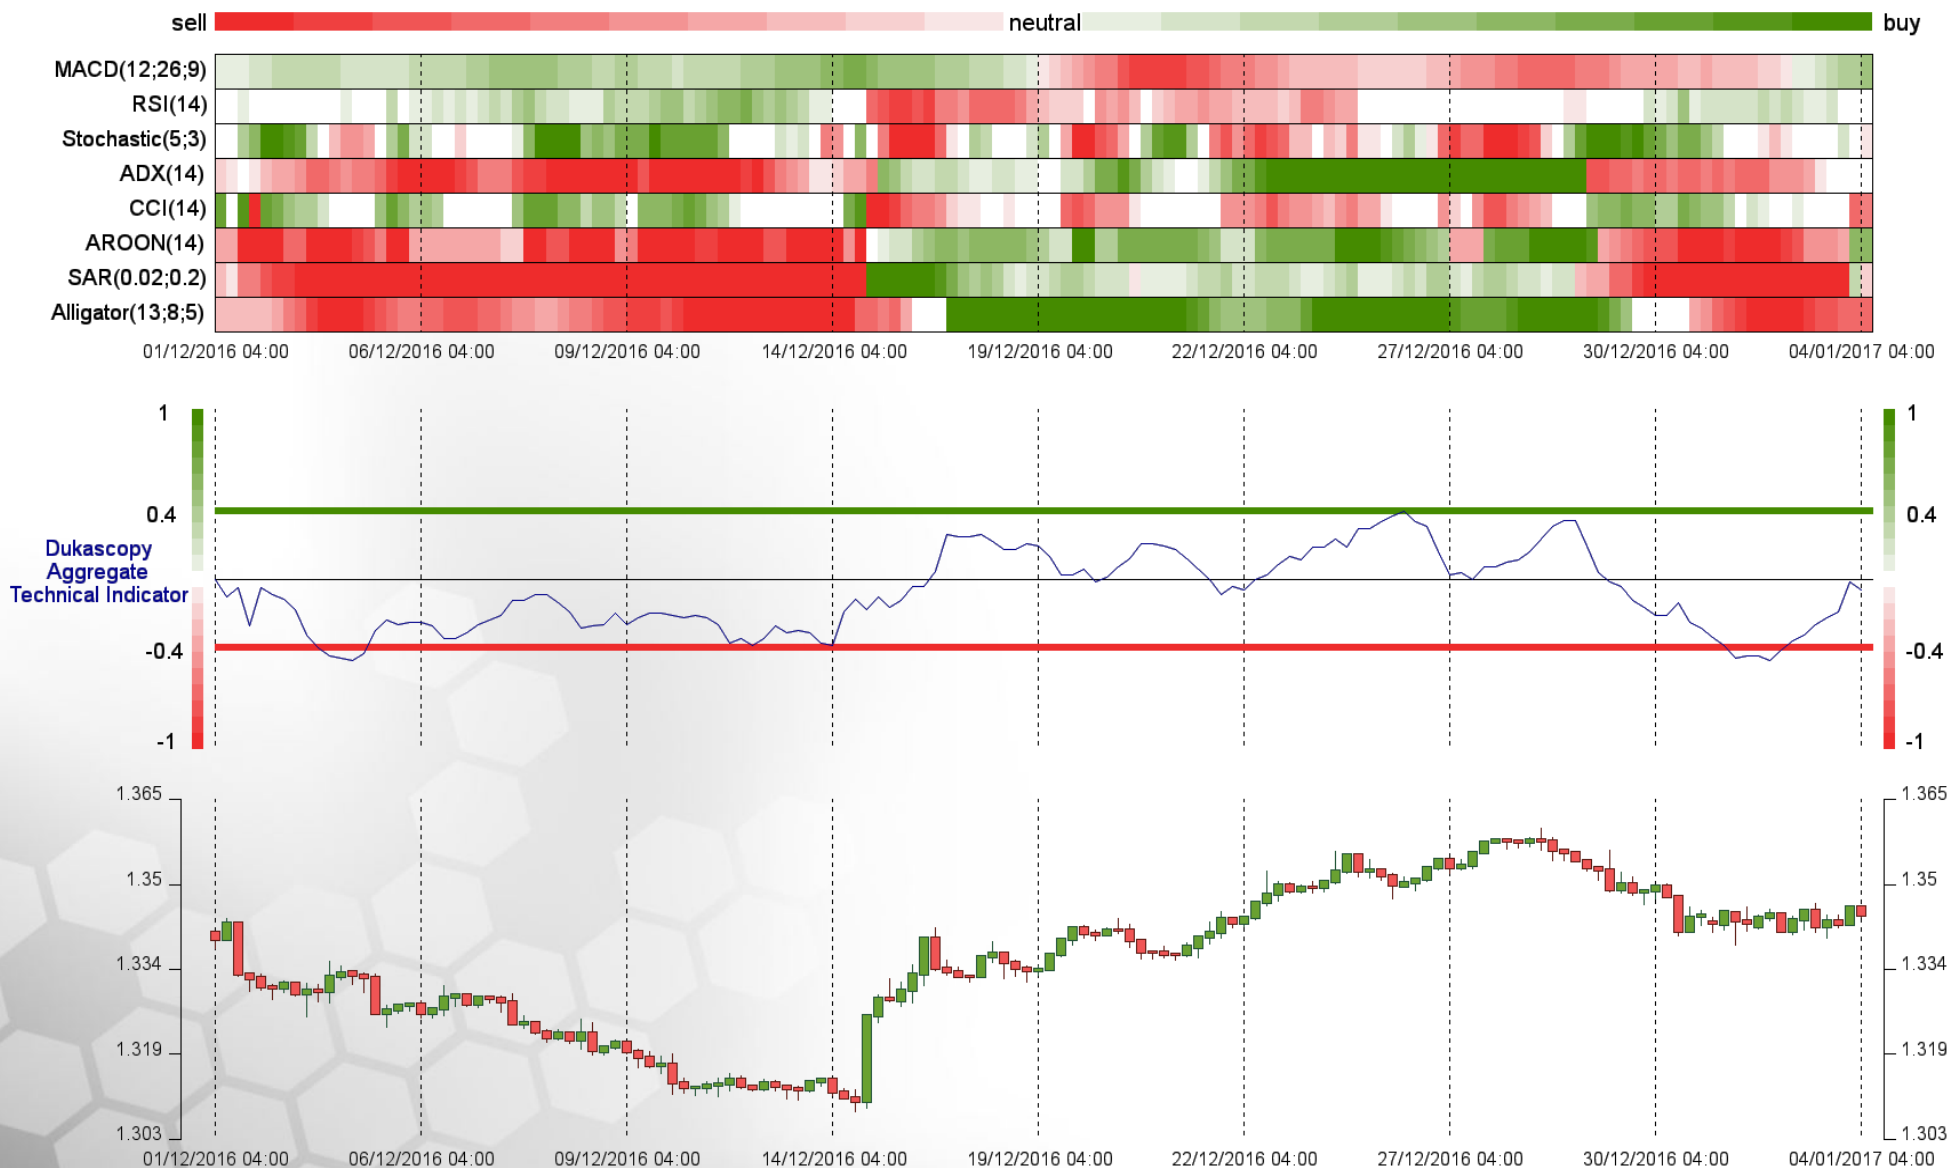 sell neutral buy
MACD(12;26;9)
RSI(14)
Stochastic(5;3)
ADX(14)
CCI(14)
AROON(14)
SAR(0.02;0.2)
Alligator(13;8;5)
01/12/2016 04:00 06/12/2016 04:00 09/12/2016 04:00 14/12/2016 04:00 19/12/2016 04:00 22/12/2016 04:00 27/12/2016 04:00 30/12/2016 04:00 04/01/2017 04:00
1 1
0.4 0.4
Dukascopy
Aggregate
Technical Indicator
-0.4 -0.4
-1 -1
1.365 1.365
1.35 1.35
1.334 1.334
1.319 1.319
1.303 1.303
01/12/2016 04:00 06/12/2016 04:00 09/12/2016 04:00 14/12/2016 04:00 19/12/2016 04:00 22/12/2016 04:00 27/12/2016 04:00 30/12/2016 04:00 04/01/2017 04:00